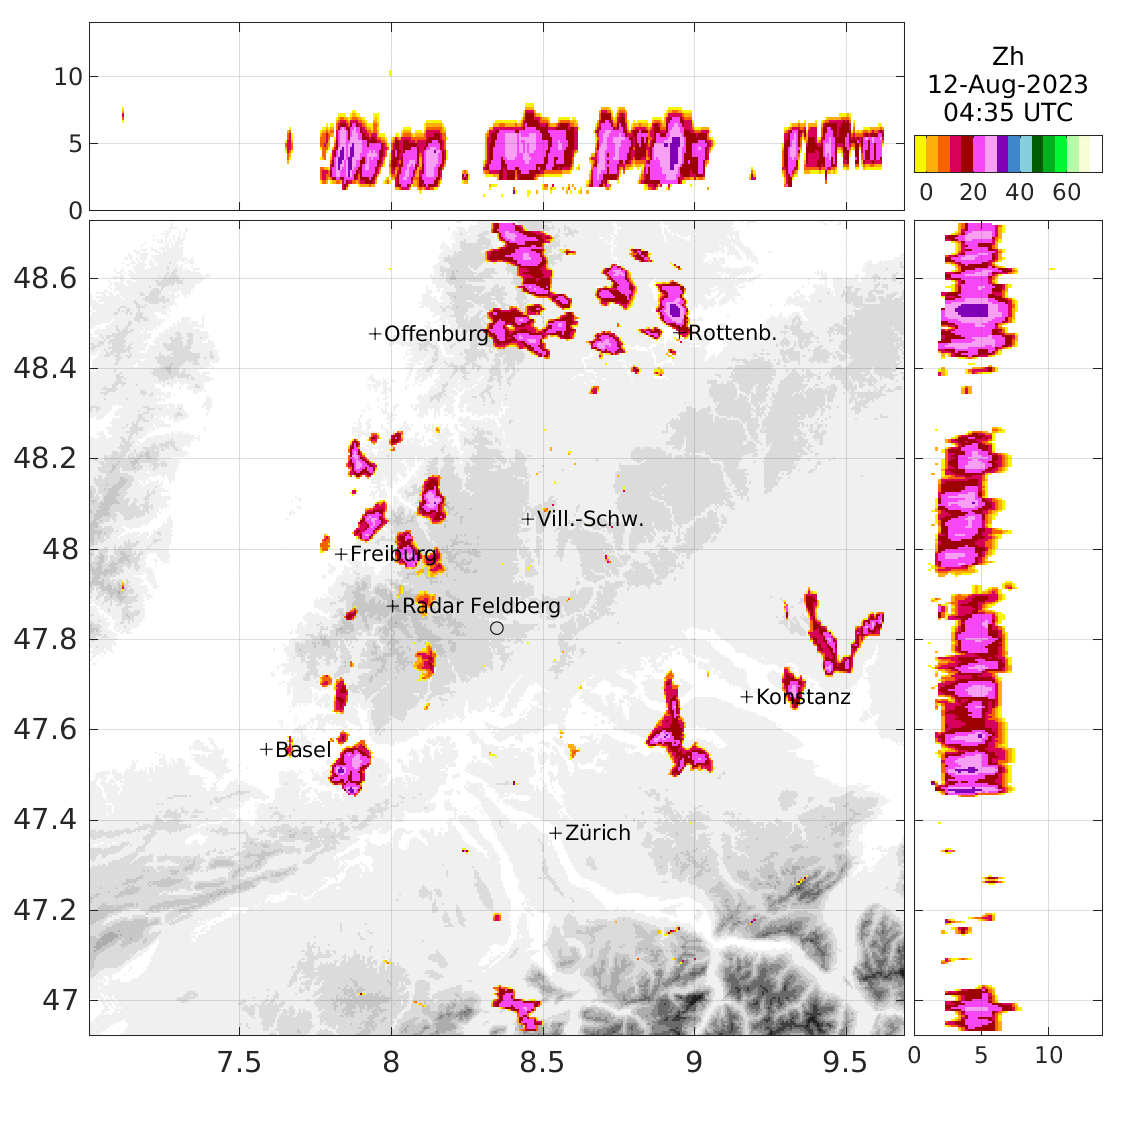 Zh
12-Aug-2023
04:35 UTC
0 20 40 60
10
5
0
48.6
Offenburg
Rottenb.
48.4
48.2
Vill.-Schw.
48
Freiburg
Radar Feldberg
47.8
Konstanz
47.6
Basel
47.4
Zürich
47.2
47
7.5 8 8.5 9 9.5
0 5 10